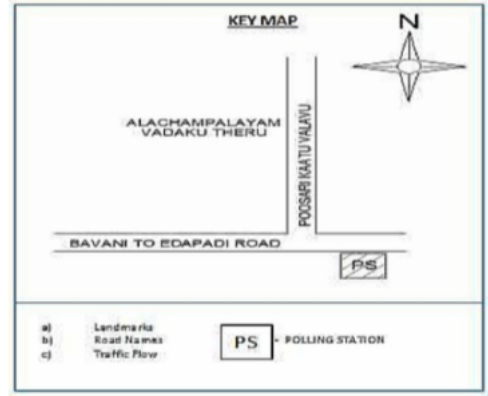 KEY MAP
N
ALACHAMPALAYAM
VADAKU THERU
POOSARI KAATU VALAVU
BAVANI TO EDAPADI ROAD
PS
a) Landmarks
b) Road Names
c) Traffic Flow
PS - POLLING STATION